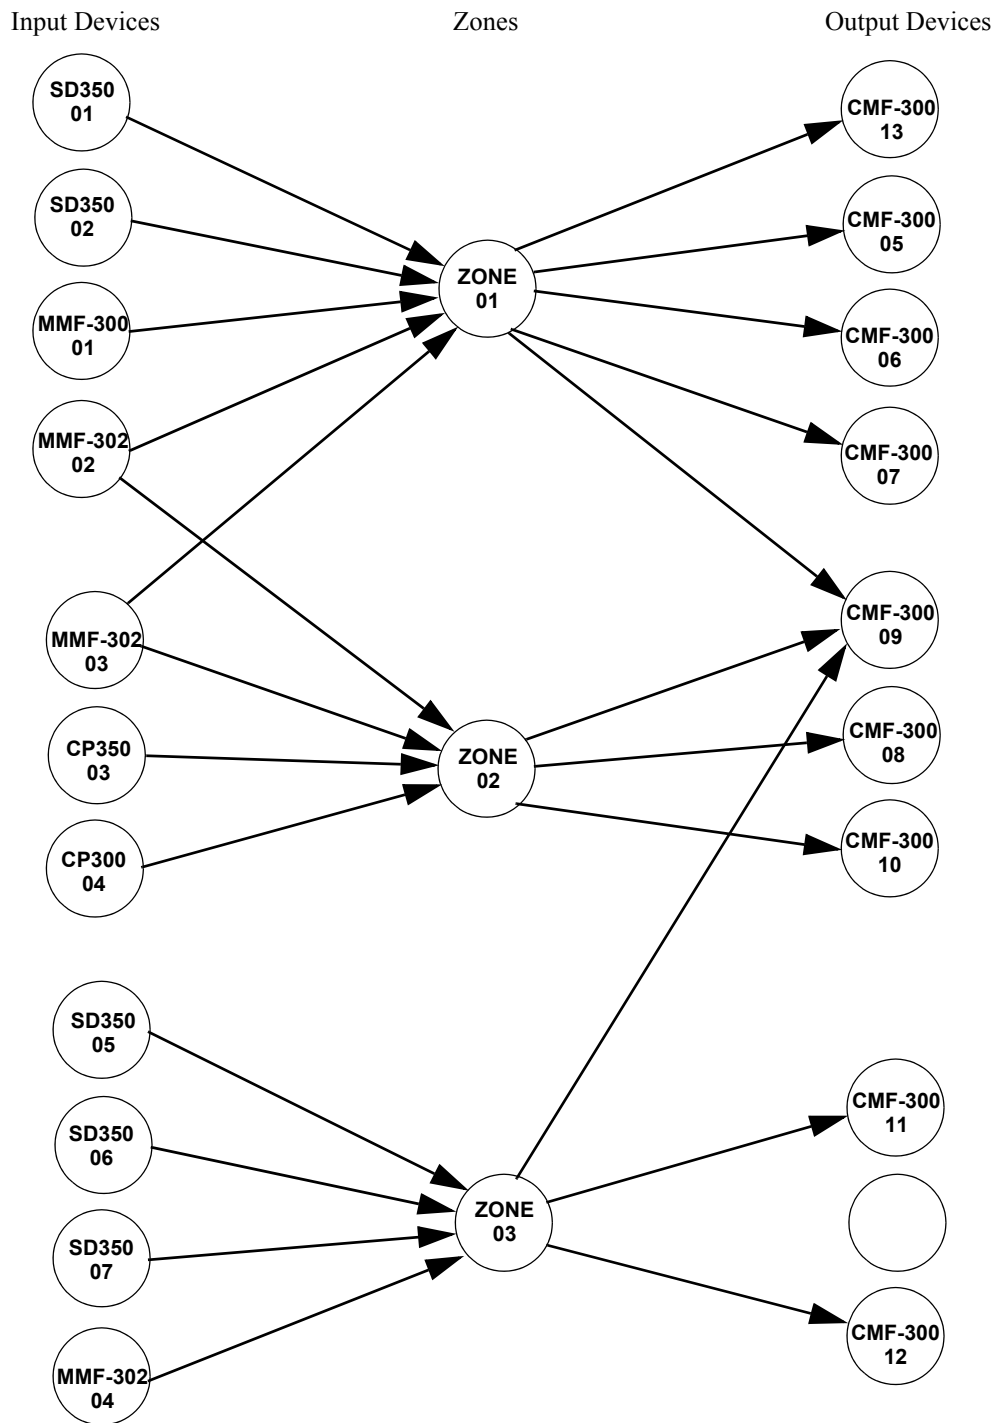 Input Devices
Zones
Output Devices
SD350
01
SD350
02
MMF-300
01
MMF-302
02
MMF-302
03
CP350
03
CP300
04
SD350
05
SD350
06
SD350
07
MMF-302
04
ZONE
01
ZONE
02
ZONE
03
CMF-300
13
CMF-300
05
CMF-300
06
CMF-300
07
CMF-300
09
CMF-300
08
CMF-300
10
CMF-300
11
CMF-300
12